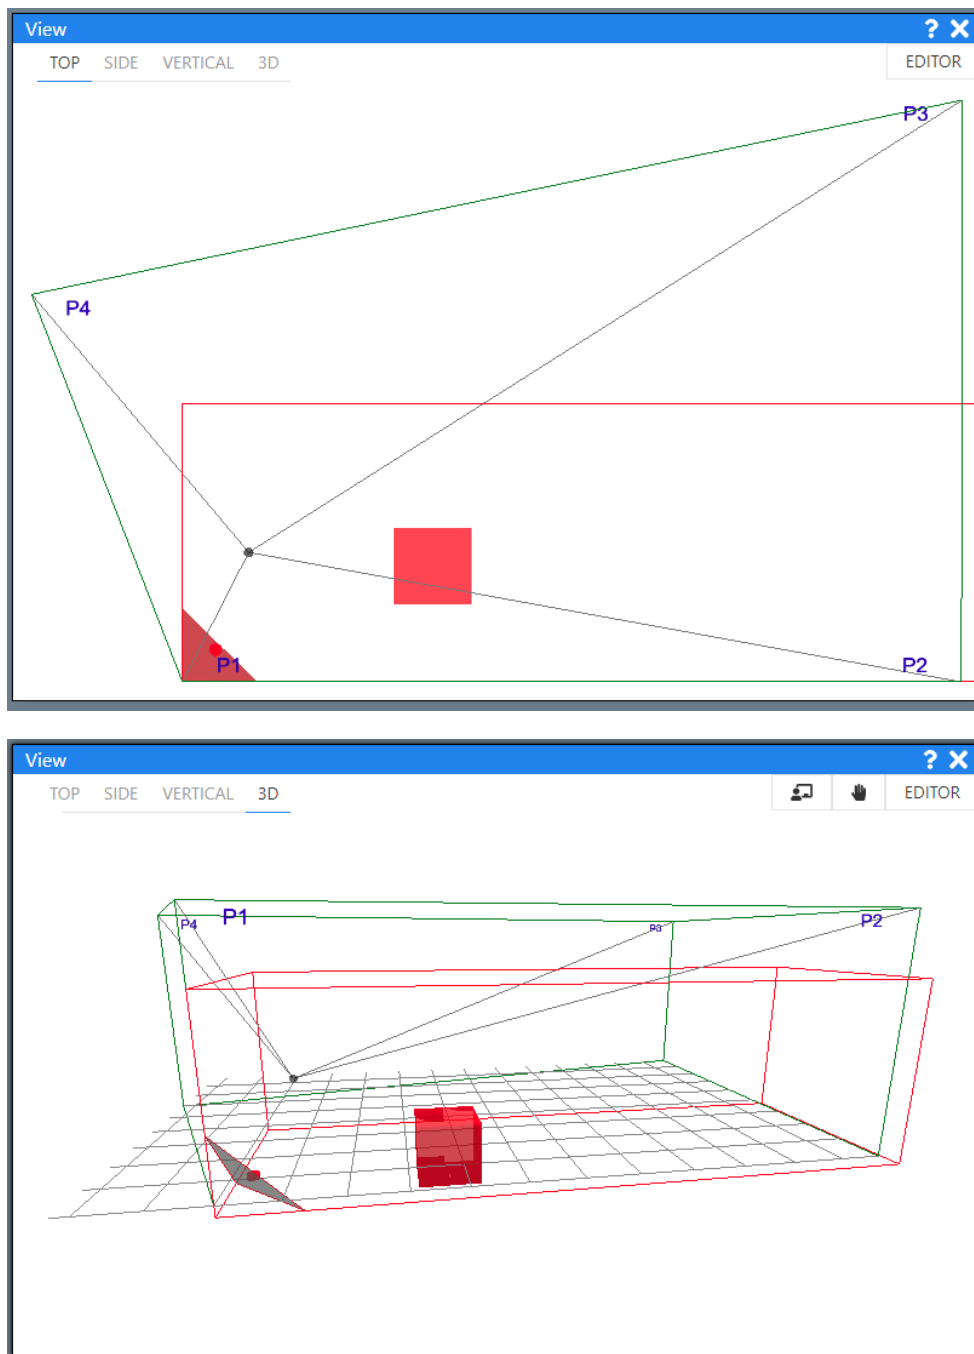 View ? ×
TOP SIDE VERTICAL 3D EDITOR
P3
P4
P1 P2
View ? ×
TOP SIDE VERTICAL 3D EDITOR
P4 P1 P3 P2